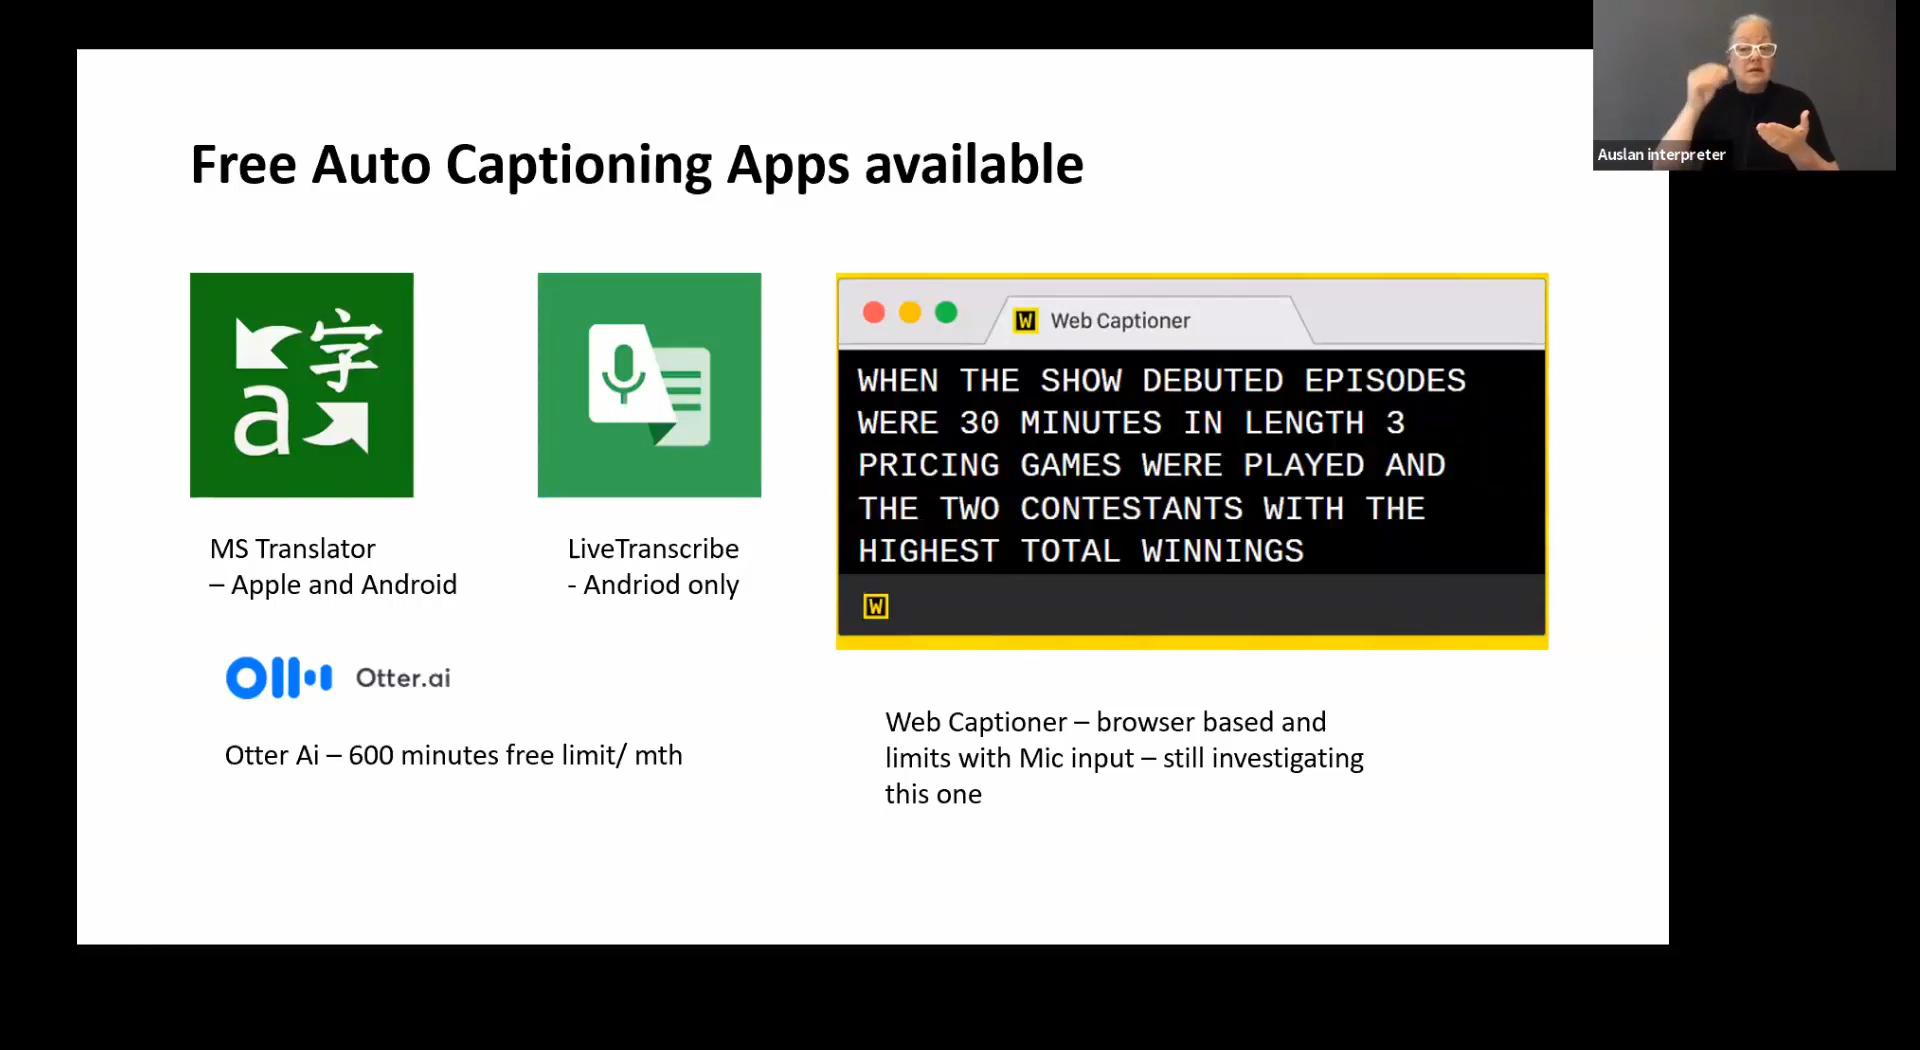 Auslan interpreter
Free Auto Captioning Apps available
字
a
MS Translator
– Apple and Android
LiveTranscribe
- Andriod only
W Web Captioner
WHEN THE SHOW DEBUTED EPISODES
WERE 30 MINUTES IN LENGTH 3
PRICING GAMES WERE PLAYED AND
THE TWO CONTESTANTS WITH THE
HIGHEST TOTAL WINNINGS
W
Otter.ai
Otter Ai – 600 minutes free limit/ mth
Web Captioner – browser based and
limits with Mic input – still investigating
this one